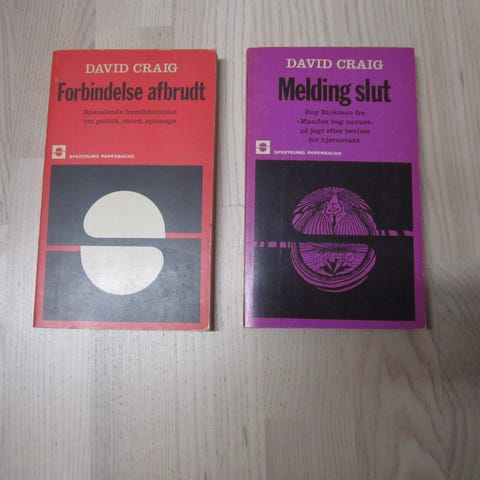 DAVID CRAIG
Forbindelse afbrudt
Spændende fremtidsroman
om politik, mord, spionage
SPEKTRUMS PAPERBACKS
DAVID CRAIG
Melding slut
Roy Rickman fra
»Manden bag navnet«
på jagt efter beviser
for hjernevask
SPEKTRUMS PAPERBACKS